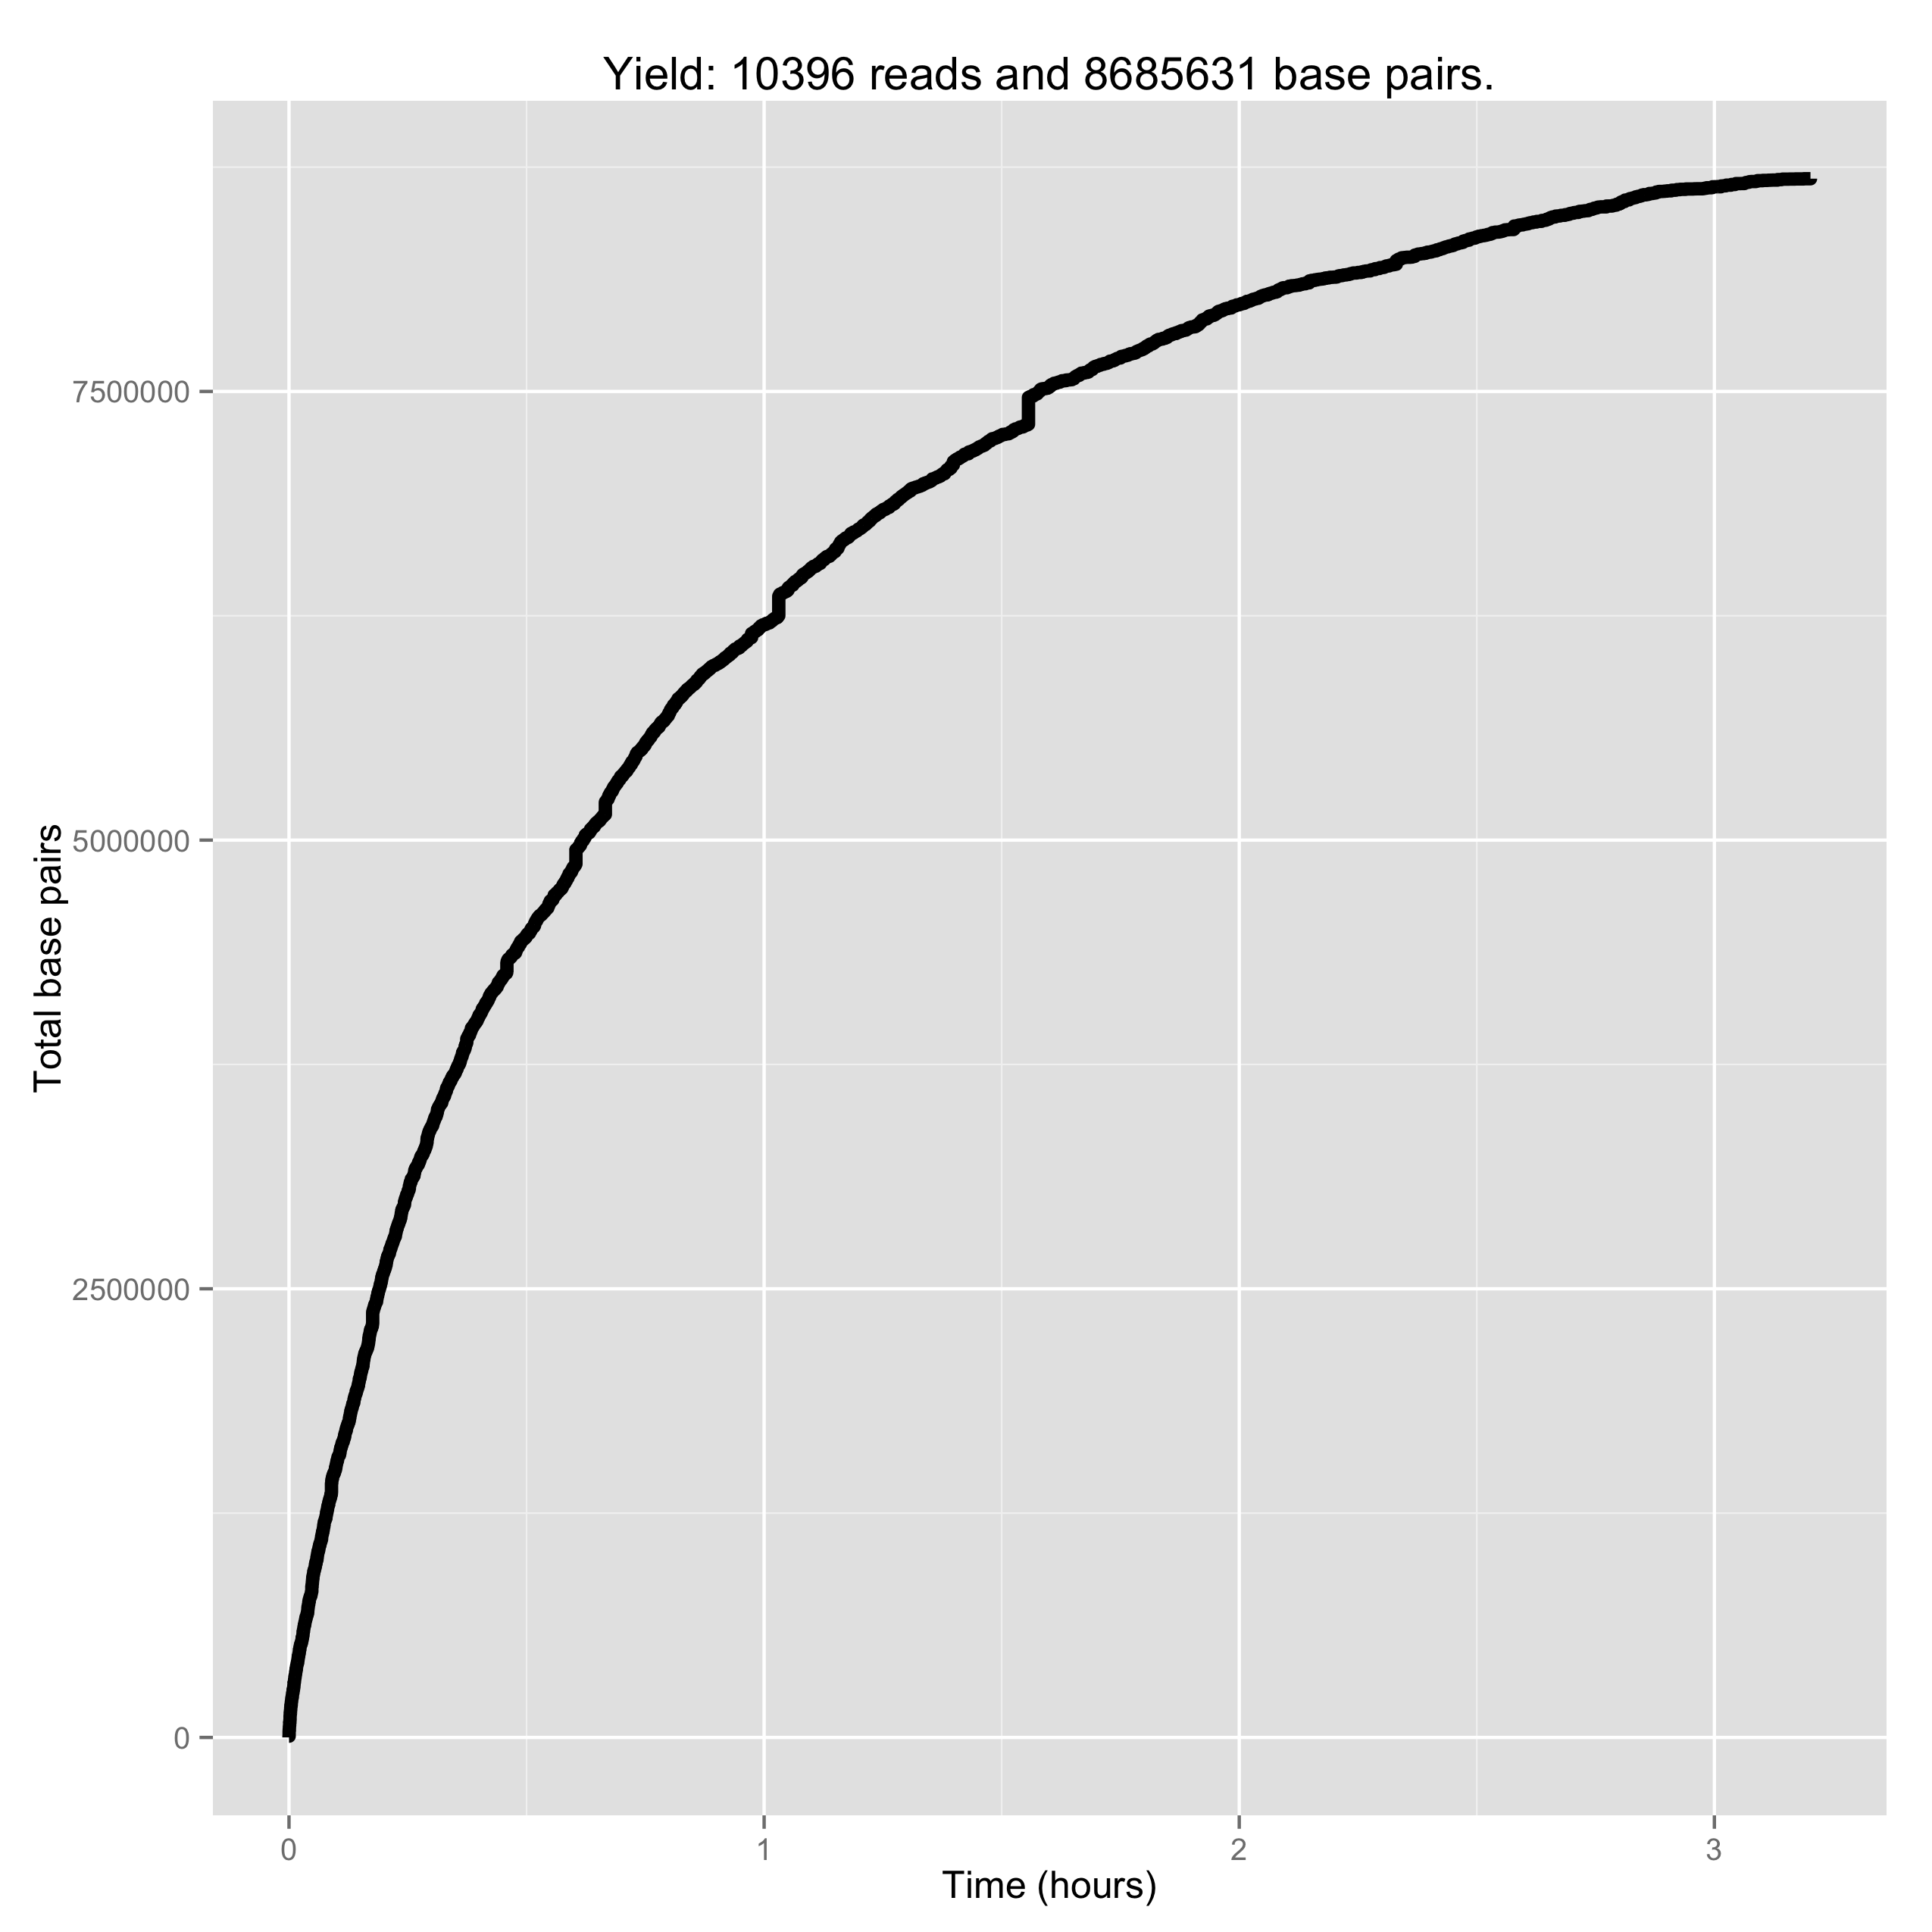 Yield: 10396 reads and 8685631 base pairs.
Total base pairs
7500000
5000000
2500000
0
0 1 2 3
Time (hours)